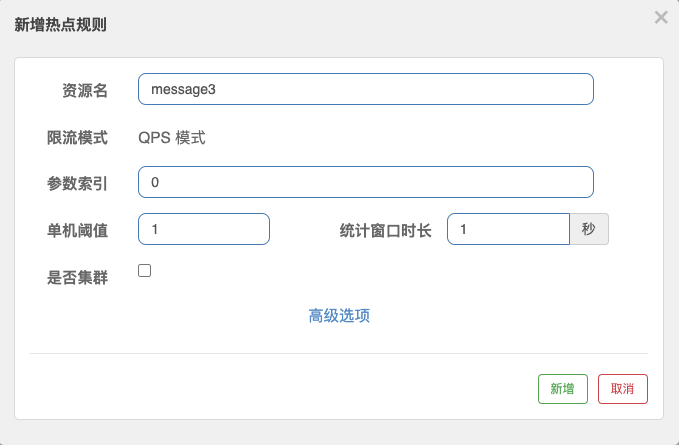 新增热点规则
资源名 message3
限流模式 QPS 模式
参数索引 0
单机阈值 1 统计窗口时长 1 秒
是否集群
高级选项
新增 取消